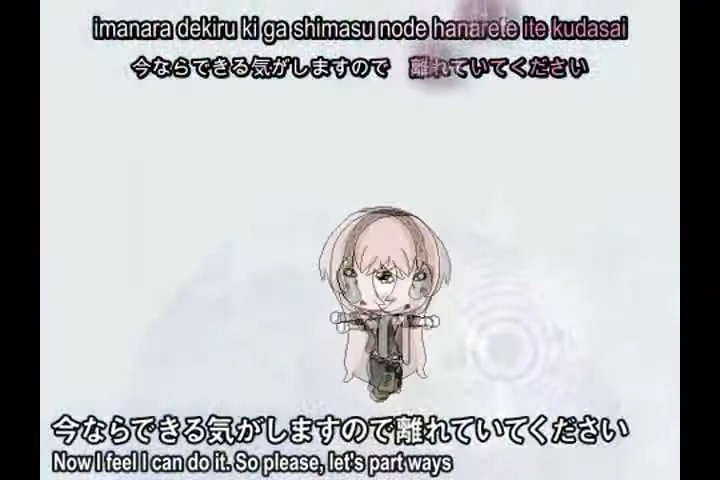 imanara dekiru ki ga shimasu node hanarete ite kudasai
今ならできる気がしますので　離れていてください
今ならできる気がしますので離れていてください
Now I feel I can do it. So please, let's part ways